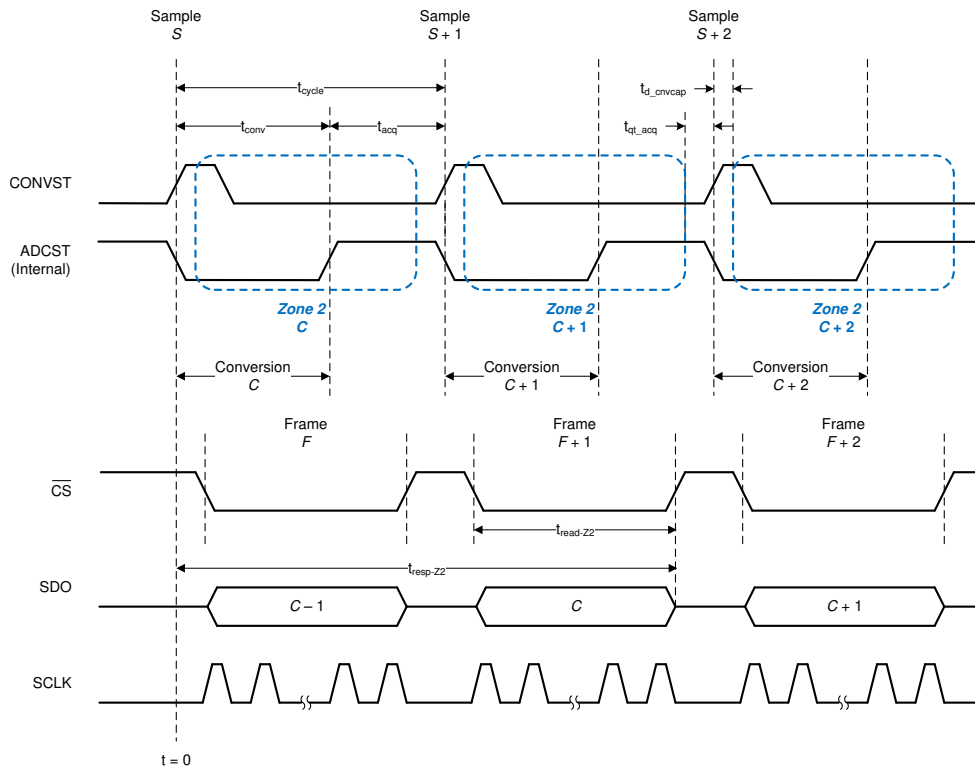 Sample
S
Sample
S + 1
Sample
S + 2
tcycle
td_cnvcap
tconv
tacq
tqt_acq
CONVST
ADCST
(Internal)
Zone 2
C
Zone 2
C + 1
Zone 2
C + 2
Conversion
C
Conversion
C + 1
Conversion
C + 2
Frame
F
Frame
F + 1
Frame
F + 2
CS
tread-Z2
tresp-Z2
SDO
C – 1
C
C + 1
SCLK
t = 0